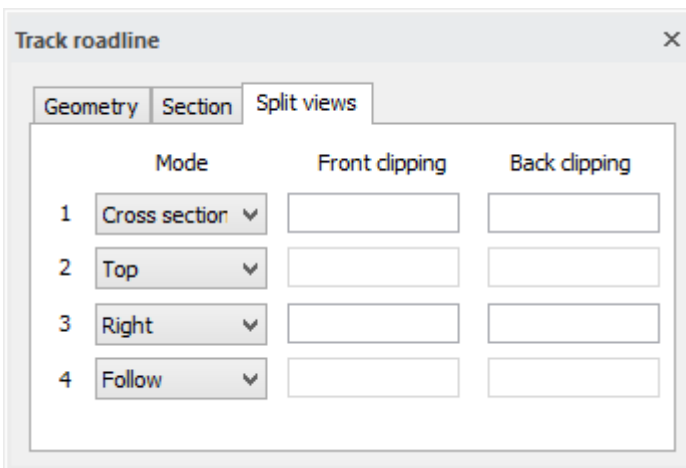 Track roadline
Geometry Section Split views
Mode Front clipping Back clipping
1 Cross section
2 Top
3 Right
4 Follow